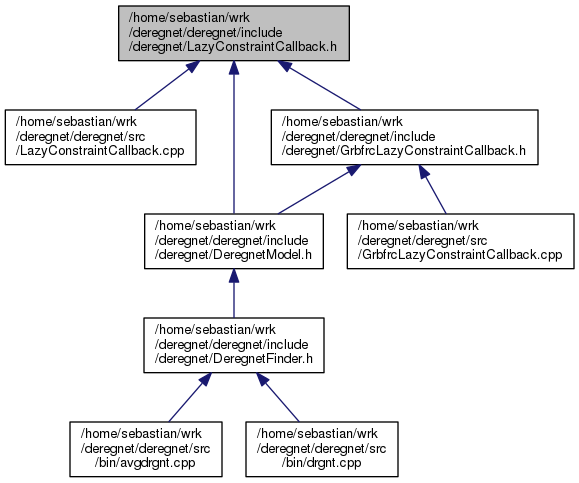 /home/sebastian/wrk
/deregnet/deregnet/include
/deregnet/LazyConstraintCallback.h
/home/sebastian/wrk
/deregnet/deregnet/src
/LazyConstraintCallback.cpp
/home/sebastian/wrk
/deregnet/deregnet/include
/deregnet/GrbfrcLazyConstraintCallback.h
/home/sebastian/wrk
/deregnet/deregnet/include
/deregnet/DeregnetModel.h
/home/sebastian/wrk
/deregnet/deregnet/src
/GrbfrcLazyConstraintCallback.cpp
/home/sebastian/wrk
/deregnet/deregnet/include
/deregnet/DeregnetFinder.h
/home/sebastian/wrk
/deregnet/deregnet/src
/bin/avgdrgnt.cpp
/home/sebastian/wrk
/deregnet/deregnet/src
/bin/drgnt.cpp